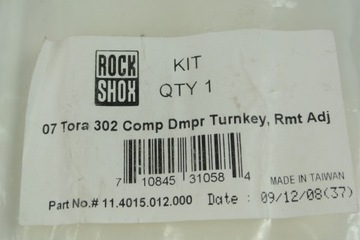 ROCK
SHOX
KIT
QTY 1
07 Tora 302 Comp Dmpr Turnkey, Rmt Adj
7 10845 31058 4
MADE IN TAIWAN
Part No.# 11.4015.012.000 Date : 09/12/08(37)